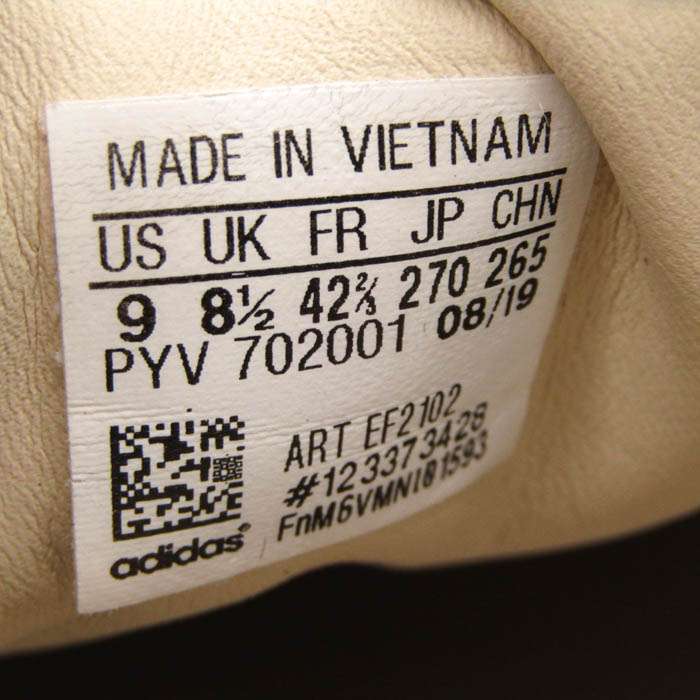 MADE IN VIETNAM
US UK FR JP CHN
9 8½ 42⅔ 270 265
PYV 702001 08/19
ART EF2102
#123373428
FnM6VMNI81593
adidas®